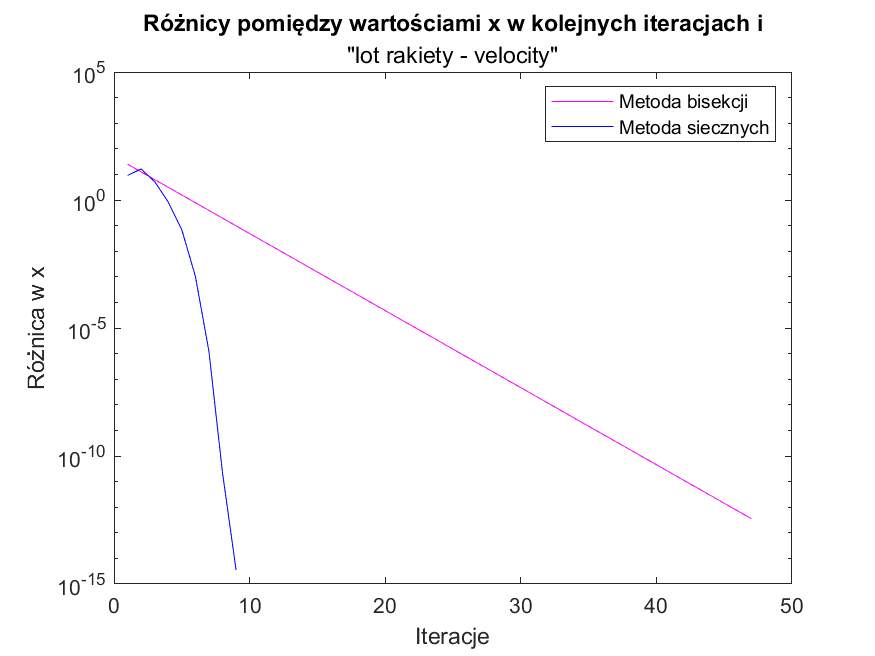 Różnicy pomiędzy wartościami x w kolejnych iteracjach i
"lot rakiety - velocity"
Metoda bisekcji
Metoda siecznych
10^5
10^0
10^-5
10^-10
10^-15
Różnica w x
0 10 20 30 40 50
Iteracje